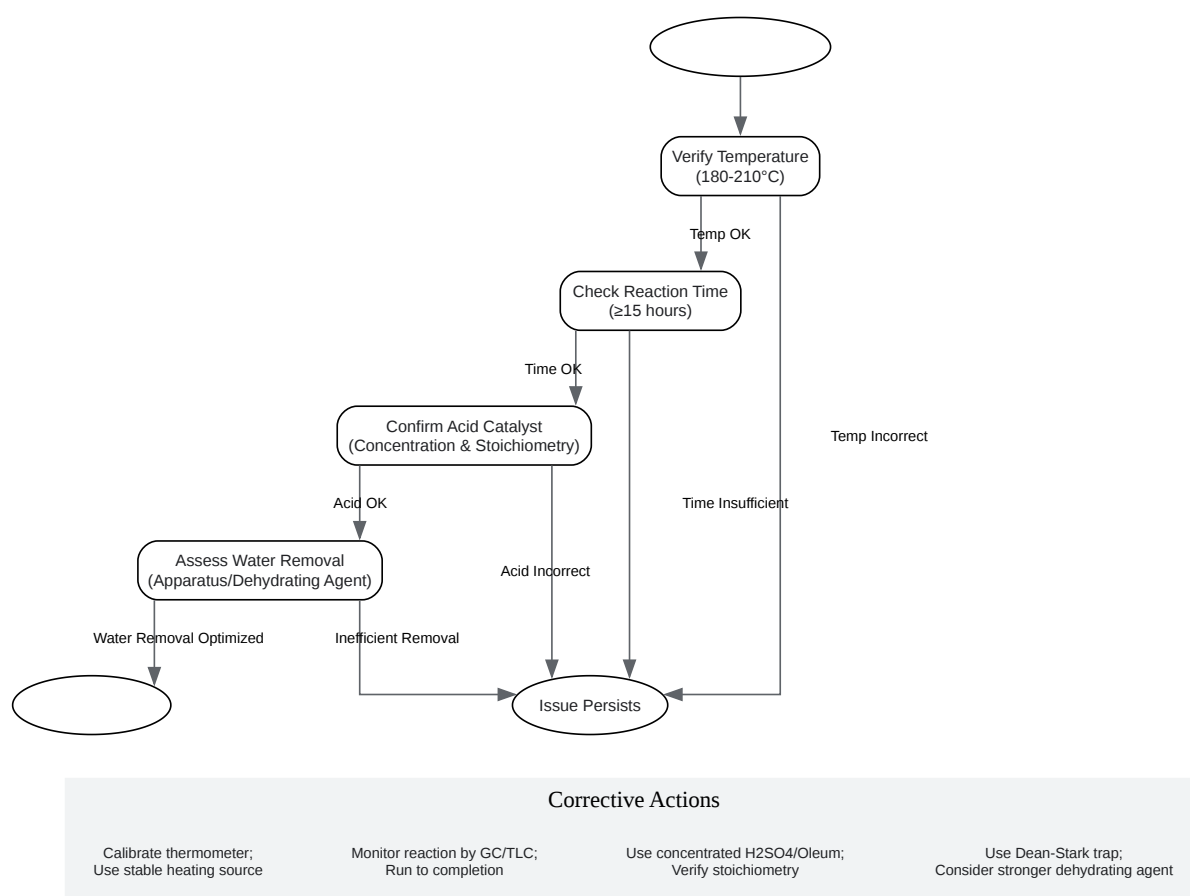 Verify Temperature
(180-210°C)
Temp OK
Check Reaction Time
(≥15 hours)
Time OK
Confirm Acid Catalyst
(Concentration & Stoichiometry)
Temp Incorrect
Acid OK
Time Insufficient
Assess Water Removal
(Apparatus/Dehydrating Agent)
Acid Incorrect
Water Removal Optimized
Inefficient Removal
Issue Persists
Corrective Actions
Calibrate thermometer;
Use stable heating source
Monitor reaction by GC/TLC;
Run to completion
Use concentrated H2SO4/Oleum;
Verify stoichiometry
Use Dean-Stark trap;
Consider stronger dehydrating agent